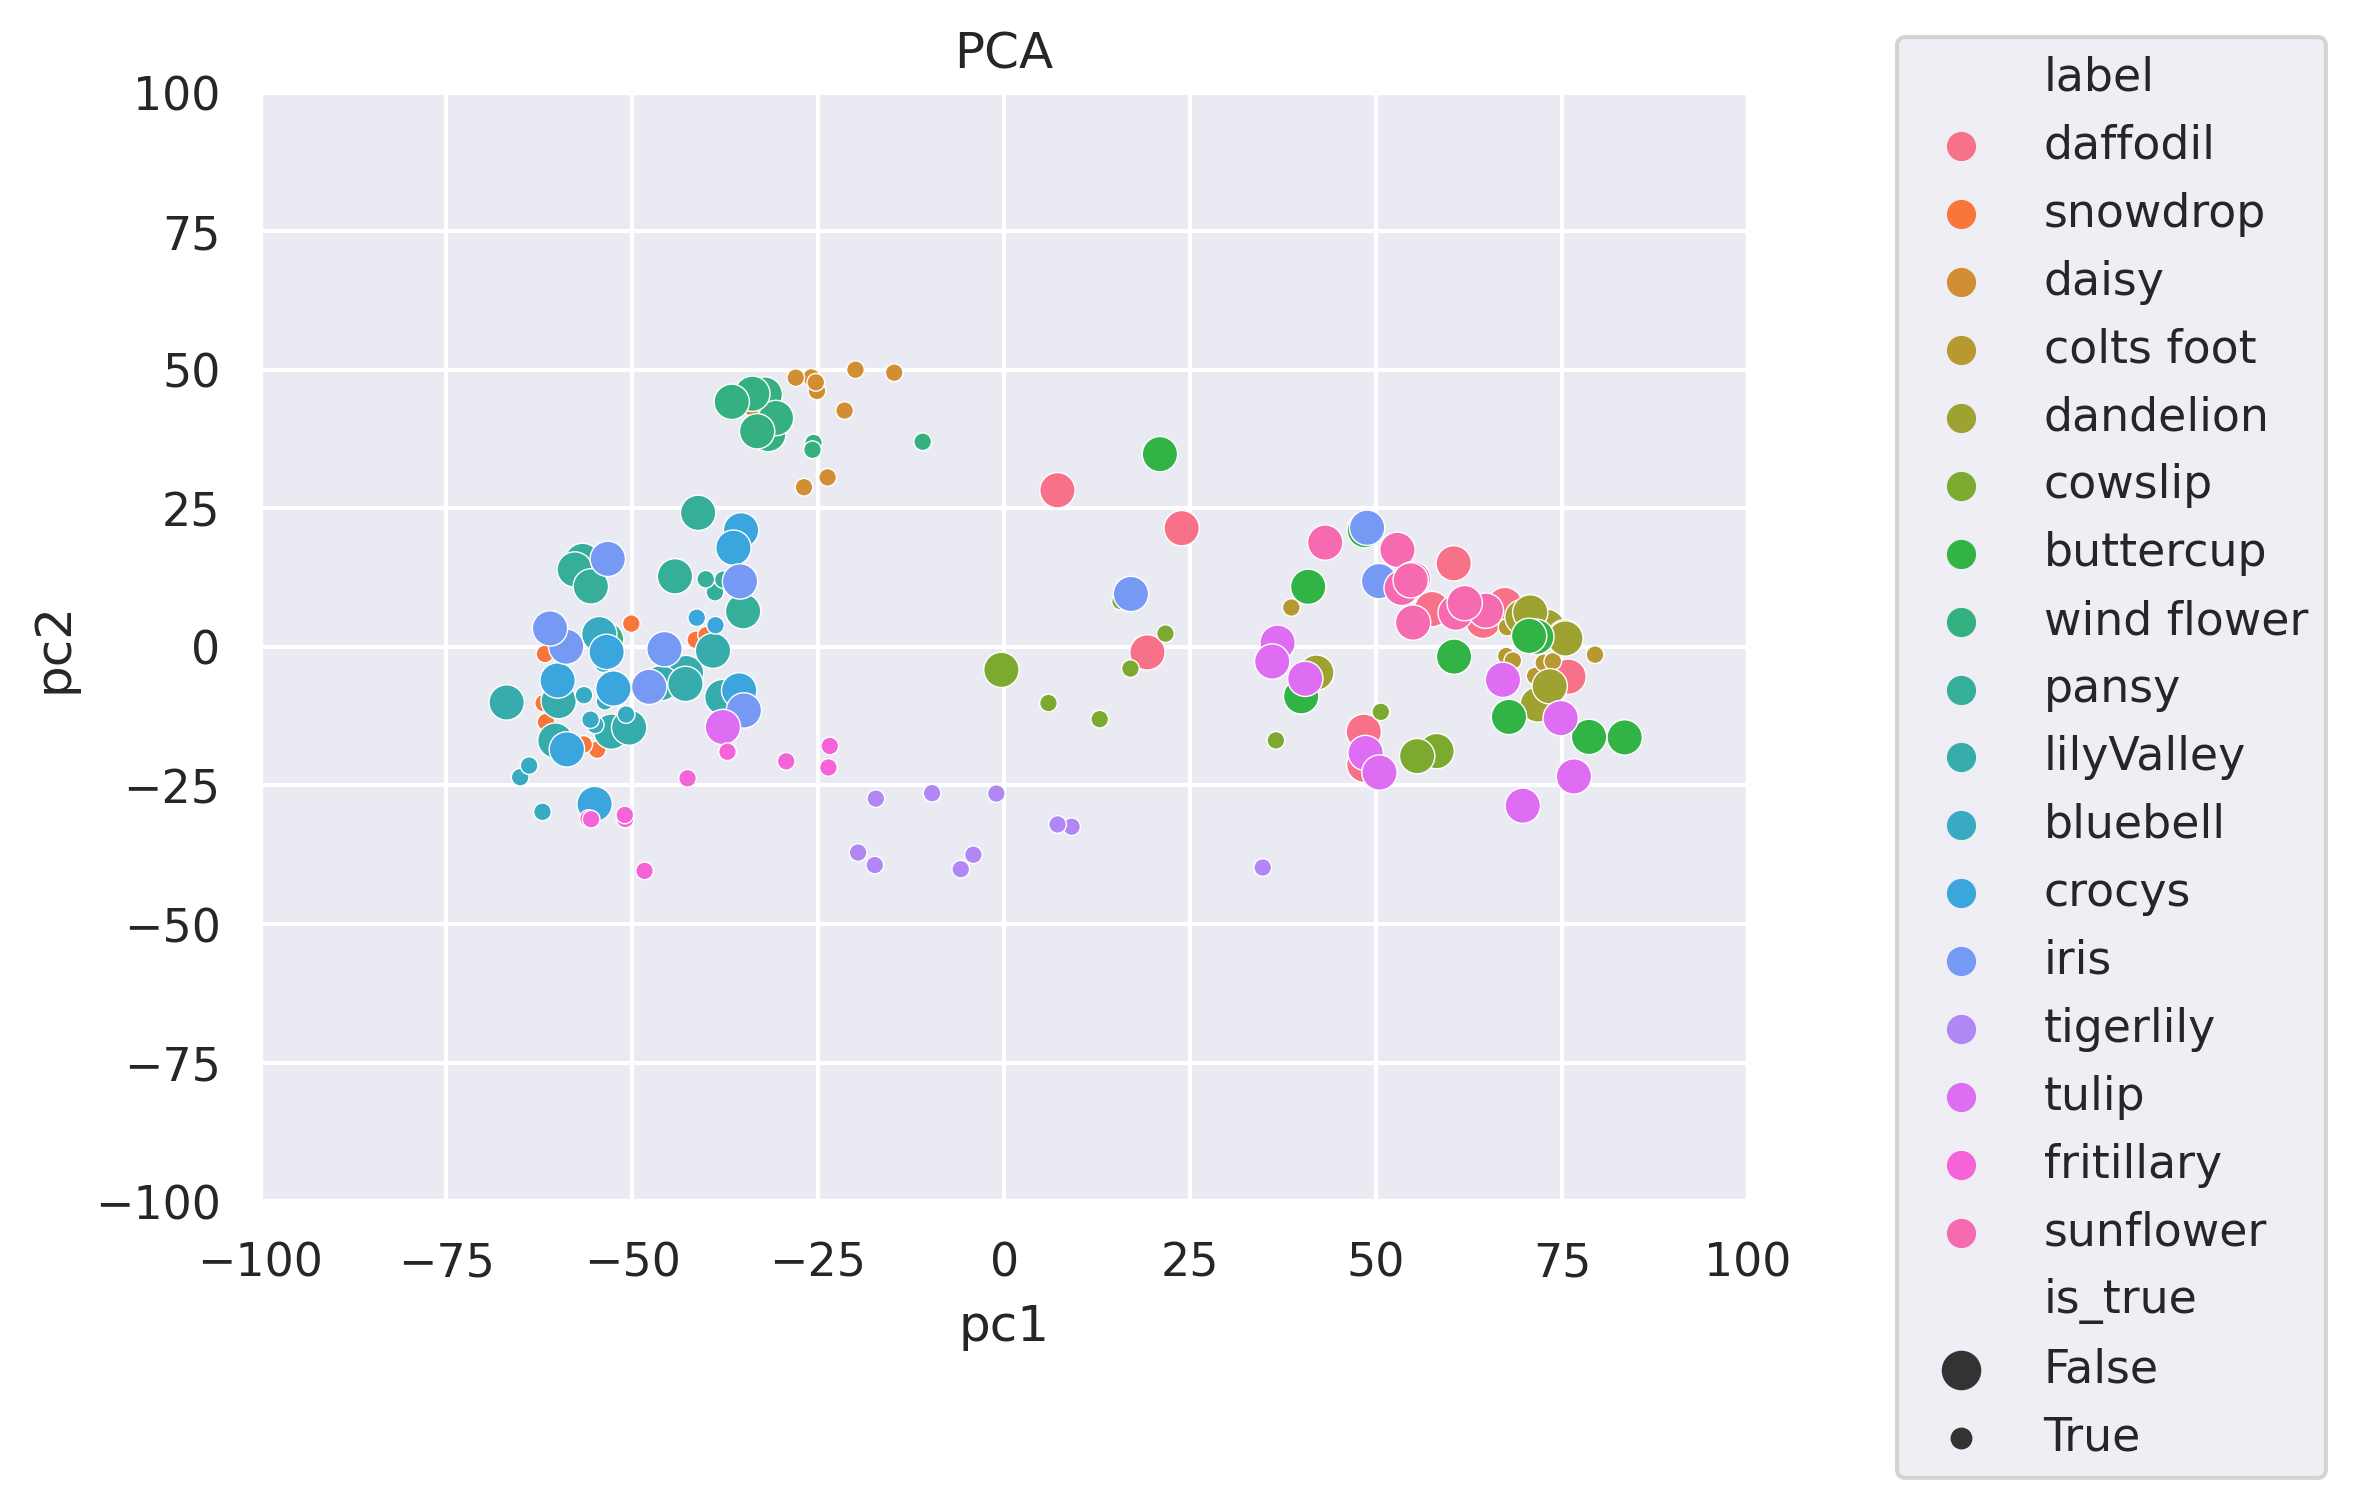 PCA
100
75
50
25
0
−25
−50
−75
−100
pc2
−100 −75 −50 −25 0 25 50 75 100
pc1
label
daffodil
snowdrop
daisy
colts foot
dandelion
cowslip
buttercup
wind flower
pansy
lilyValley
bluebell
crocys
iris
tigerlily
tulip
fritillary
sunflower
is_true
False
True